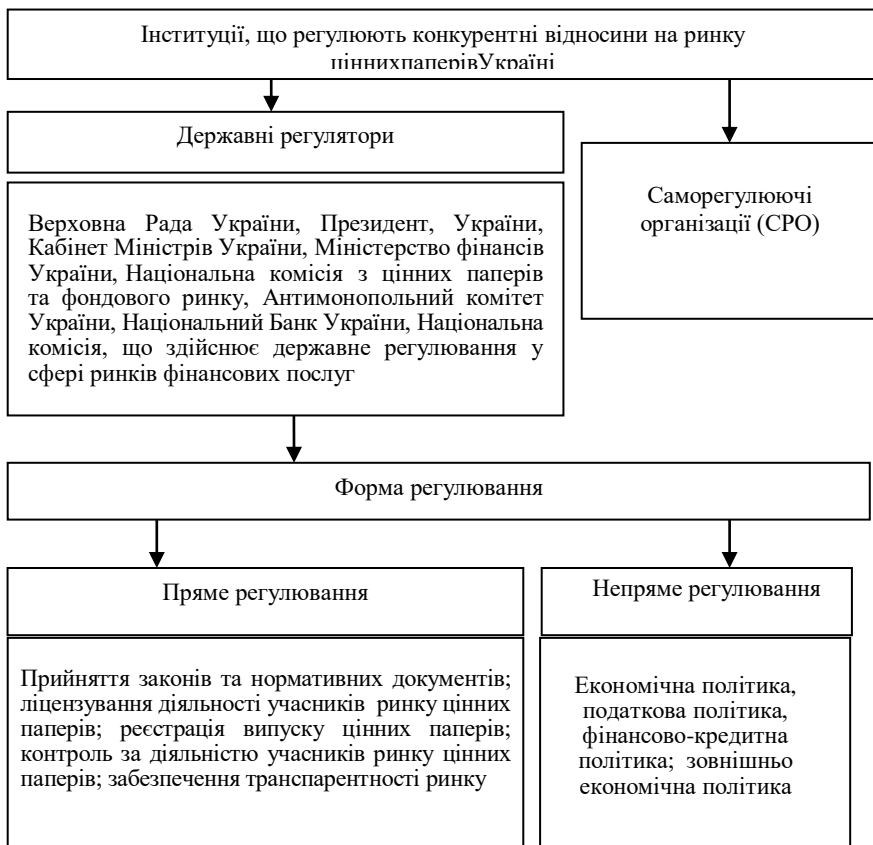 Інституції, що регулюють конкурентні відносини на ринку
ціннихпаперівУкраїні
Державні регулятори
Верховна Рада України, Президент, України,
Кабінет Міністрів України, Міністерство фінансів
України, Національна комісія з цінних паперів
та фондового ринку, Антимонопольний комітет
України, Національний Банк України, Національна
комісія, що здійснює державне регулювання у
сфері ринків фінансових послуг
Саморегулюючі
організації (СРО)
Форма регулювання
Пряме регулювання
Прийняття законів та нормативних документів;
ліцензування діяльності учасників ринку цінних
паперів; реєстрація випуску цінних паперів;
контроль за діяльністю учасників ринку цінних
паперів; забезпечення транспарентності ринку
Непряме регулювання
Економічна політика,
податкова політика,
фінансово-кредитна
політика; зовнішньо
економічна політика